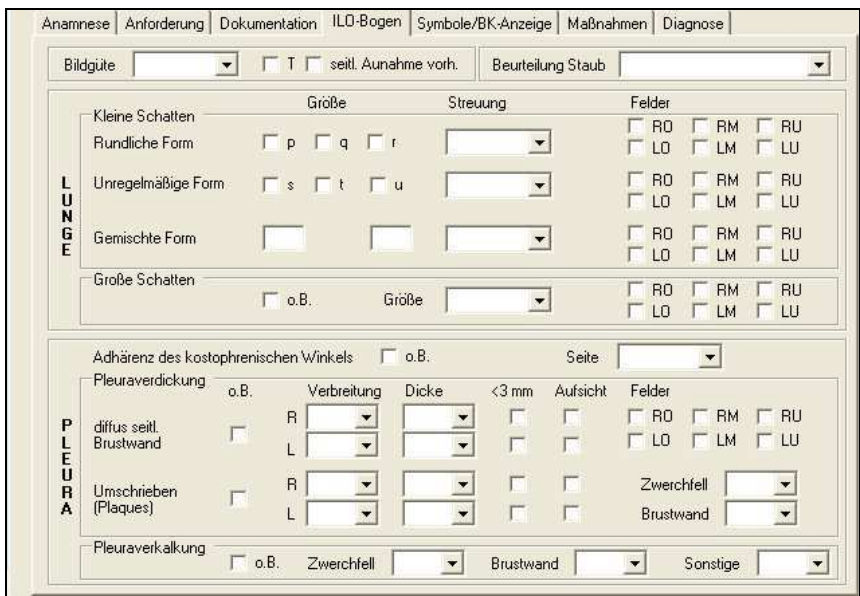 Anamnese Anforderung Dokumentation ILO-Bogen Symbole/BK-Anzeige Maßnahmen Diagnose
Bildgüte T seitl. Aunahme vorh. Beurteilung Staub
Größe Streuung Felder
Kleine Schatten
Rundliche Form p q r RO RM RU
LO LM LU
Unregelmäßige Form s t u RO RM RU
LO LM LU
Gemischte Form RO RM RU
LO LM LU
LUNGE
Große Schatten
o.B. Größe RO RM RU
LO LM LU
Adhärenz des kostophrenischen Winkels o.B. Seite
Pleuraverdickung
o.B. Verbreitung Dicke <3 mm Aufsicht Felder
diffus seitl. Brustwand R RO RM RU
L LO LM LU
PLEURA
Umschrieben (Plaques) R Zwerchfell
L Brustwand
Pleuraverkalkung
o.B. Zwerchfell Brustwand Sonstige